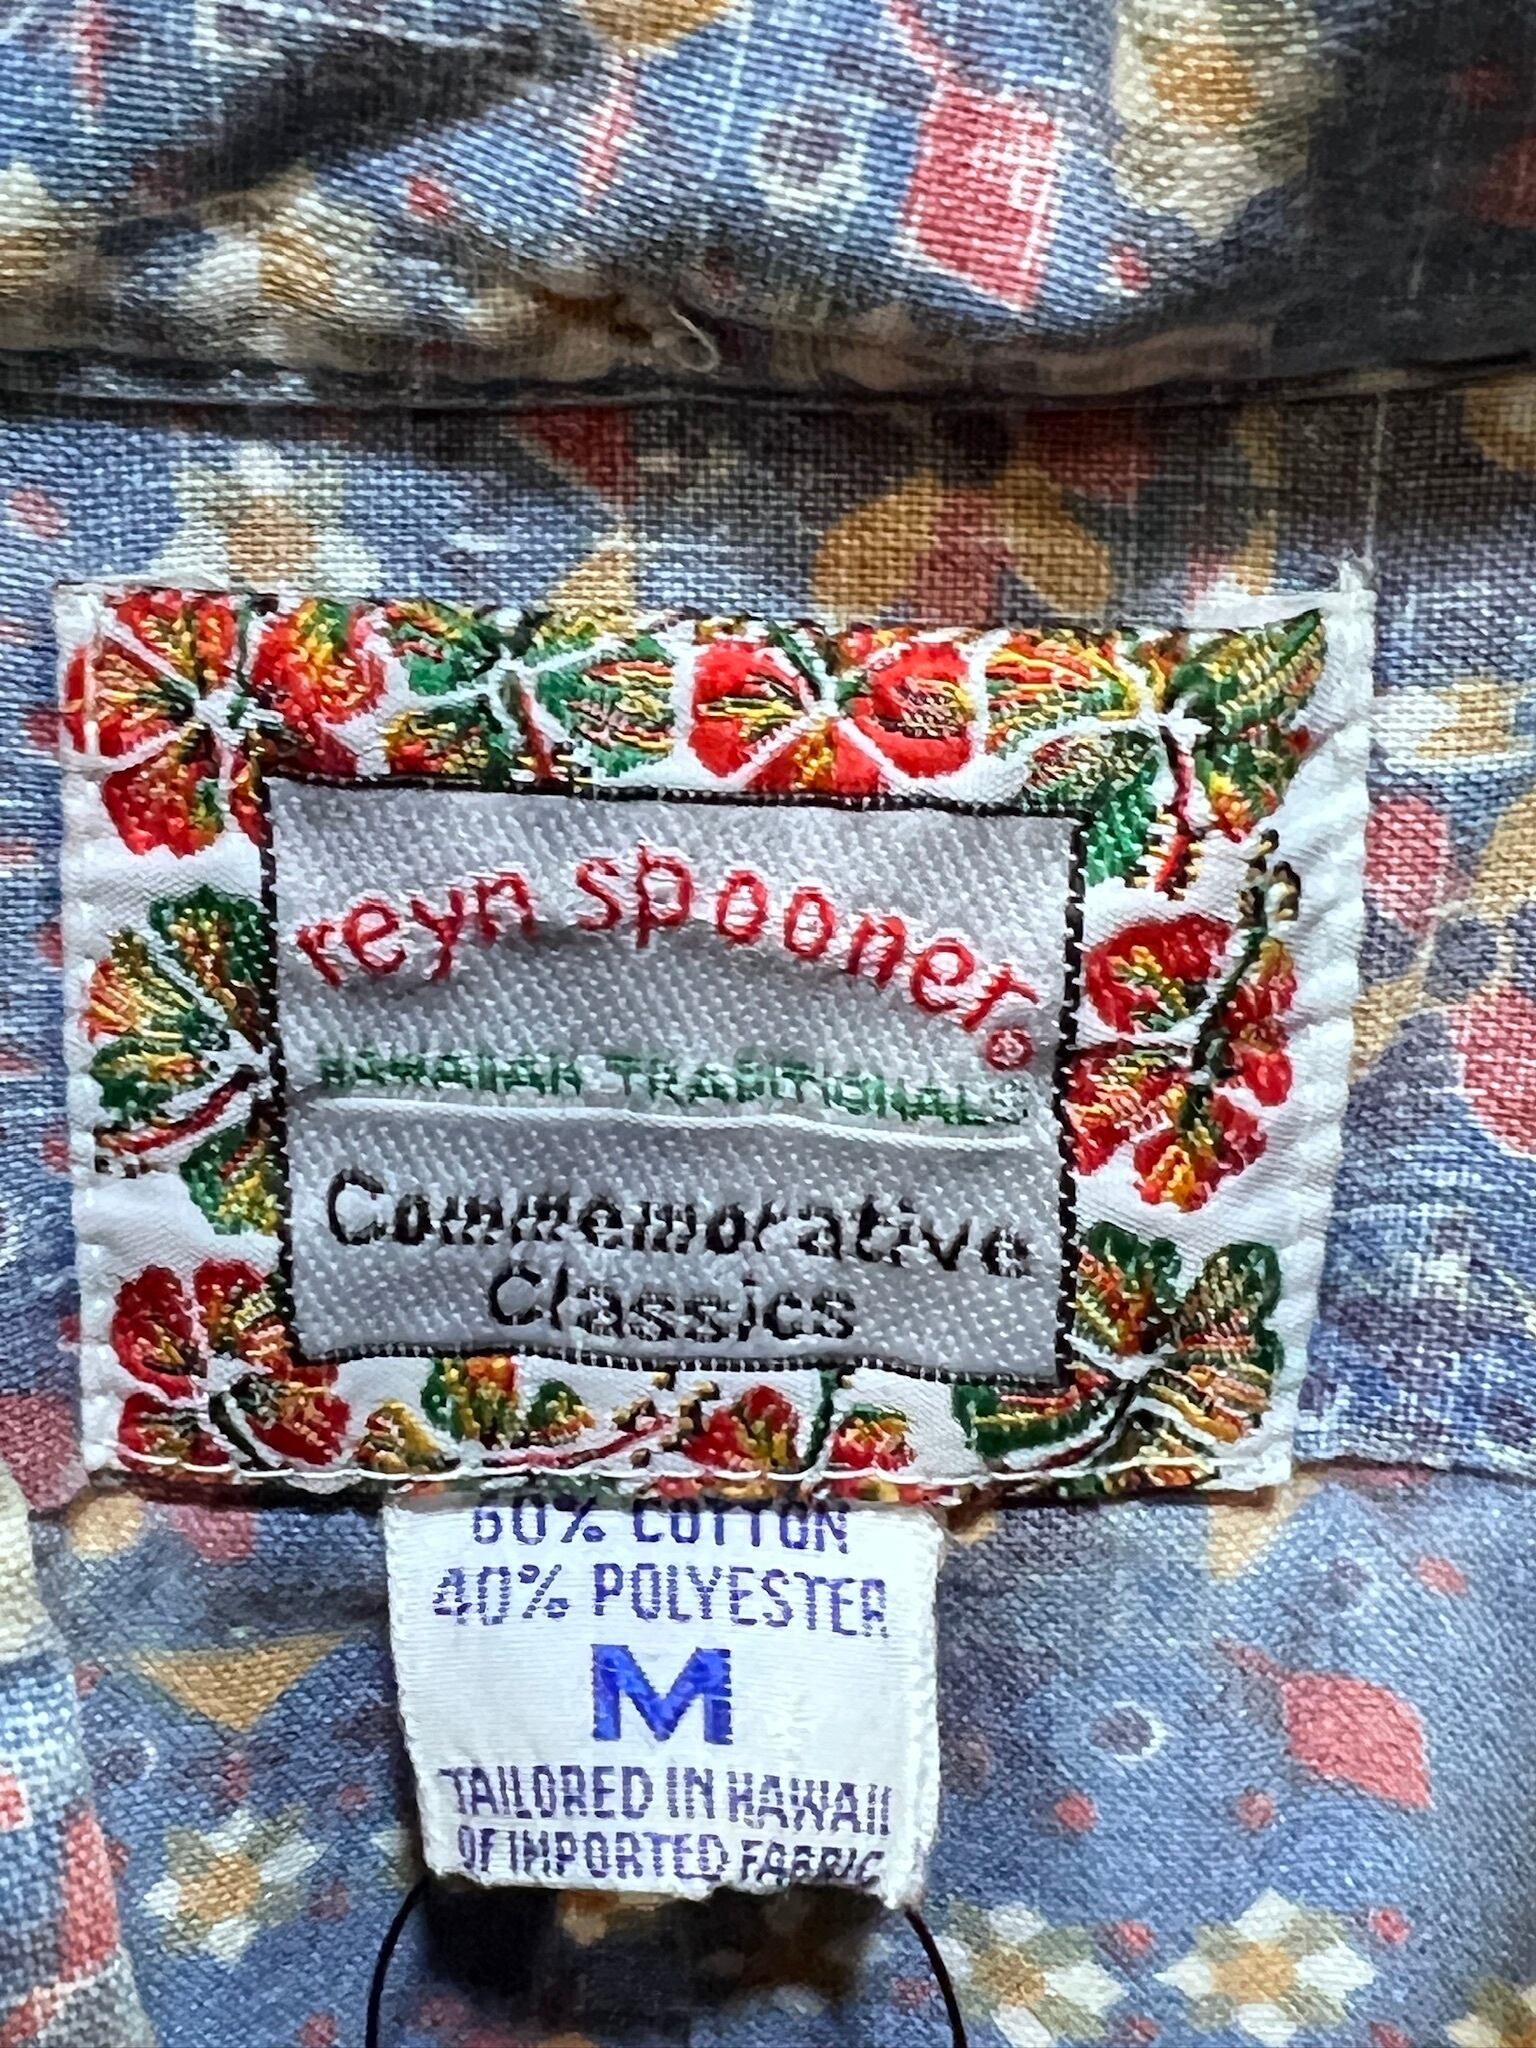 reyn spooner®
HAWAIIAN TRADITIONALS
Commemorative
Classics
60% COTTON
40% POLYESTER
M
TAILORED IN HAWAII
OF IMPORTED FABRIC